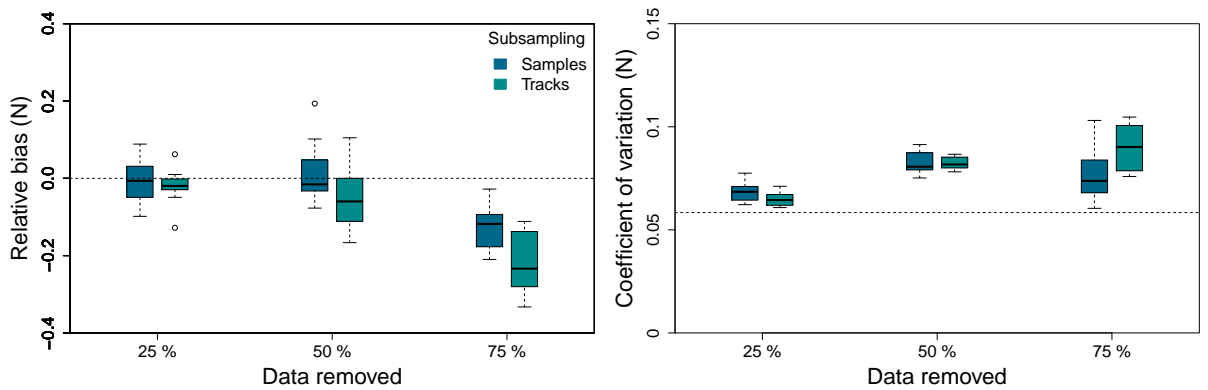 Relative bias (N)
0.4
0.2
0.0
−0.2
−0.4
Subsampling
Samples
Tracks
25 %
50 %
75 %
Data removed
Coefficient of variation (N)
0.15
0.1
0.05
0
25 %
50 %
75 %
Data removed